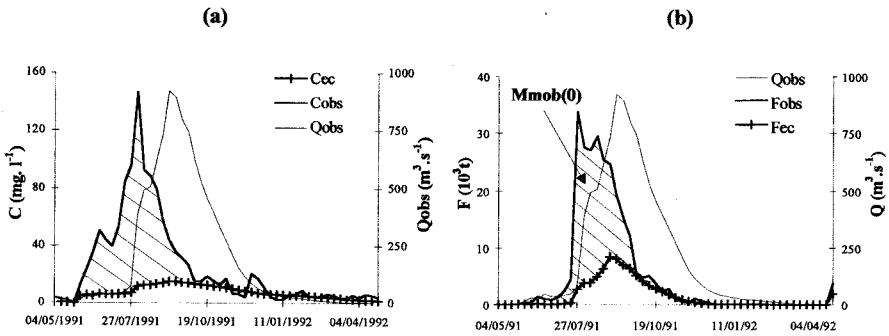 (a)
160
120
80
40
0
C (mg. l⁻¹)
Cec
Cobs
Qobs
1000
750
500
250
0
Qobs (m³.s⁻¹)
04/05/1991 27/07/1991 19/10/1991 11/01/1992 04/04/1992
(b)
40
30
20
10
0
F (10³t)
Mmob(0)
Qobs
Fobs
Fec
1000
750
500
250
0
Q (m³.s⁻¹)
04/05/91 27/07/91 19/10/91 11/01/92 04/04/92